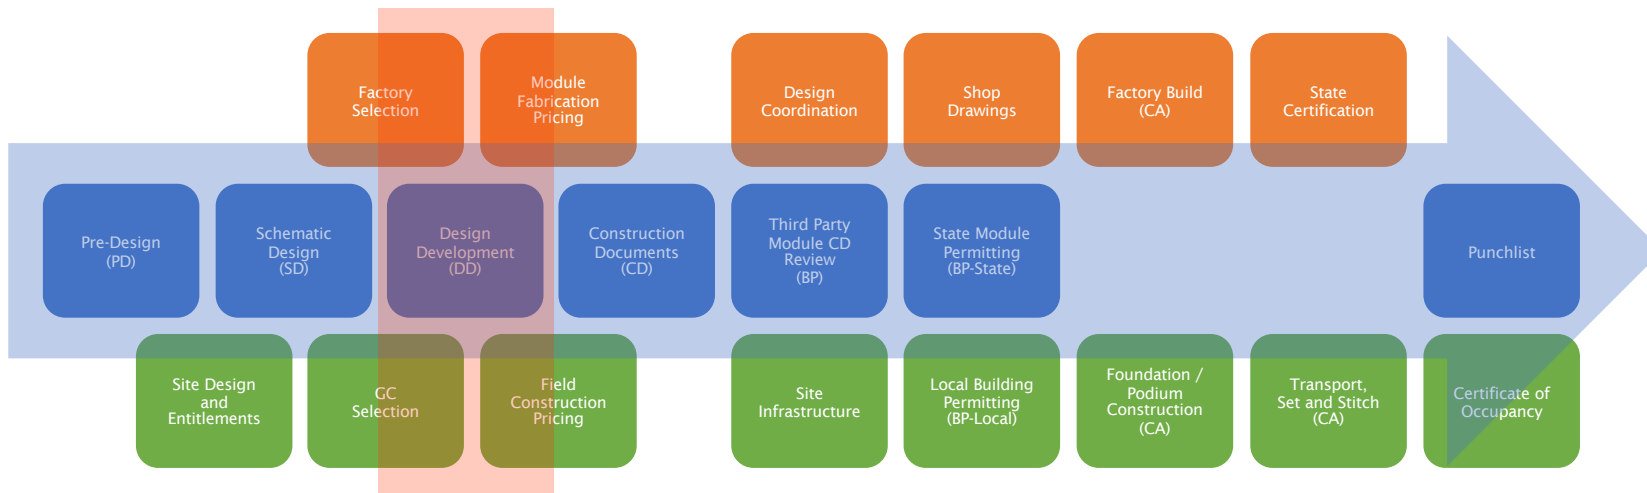 Factory
Selection
Module
Fabrication
Pricing
Design
Coordination
Shop
Drawings
Factory Build
(CA)
State
Certification
Pre-Design
(PD)
Schematic
Design
(SD)
Design
Development
(DD)
Construction
Documents
(CD)
Third Party
Module CD
Review
(BP)
State Module
Permitting
(BP-State)
Punchlist
Site Design
and
Entitlements
GC
Selection
Field
Construction
Pricing
Site
Infrastructure
Local Building
Permitting
(BP-Local)
Foundation /
Podium
Construction
(CA)
Transport,
Set and Stitch
(CA)
Certificate of
Occupancy